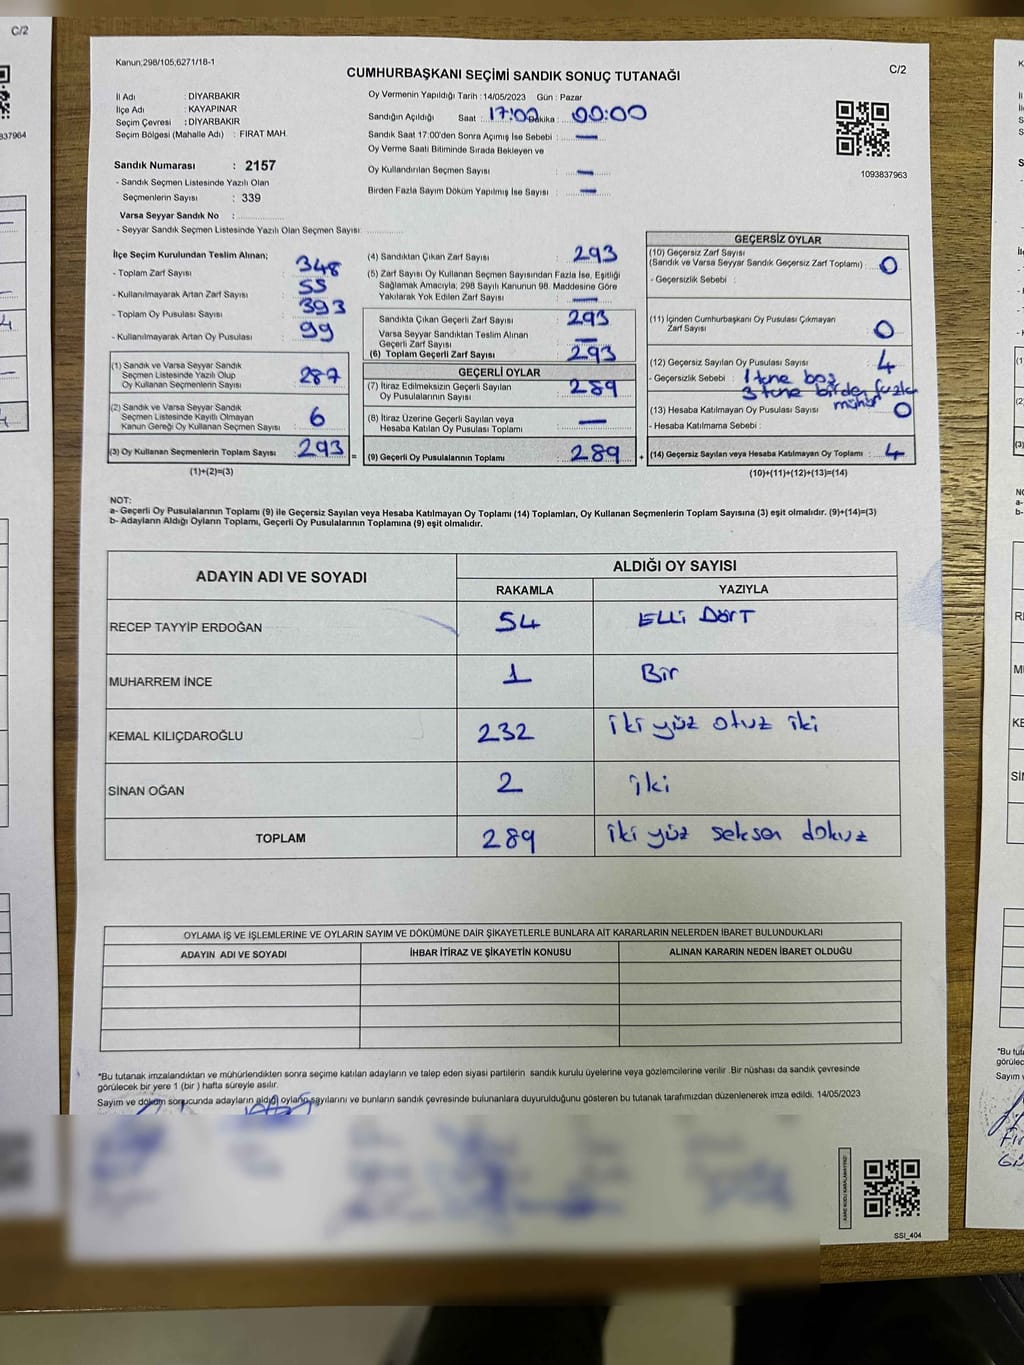 C/2
Kanun;298/105,6271/18-1
CUMHURBAŞKANI SEÇİMİ SANDIK SONUÇ TUTANAĞI
C/2
İl Adı : DİYARBAKIR
İlçe Adı : KAYAPINAR
Seçim Çevresi : DİYARBAKIR
Seçim Bölgesi (Mahalle Adı) : FIRAT MAH.
Sandık Numarası : 2157
- Sandık Seçmen Listesinde Yazılı Olan
Seçmenlerin Sayısı : 339
Varsa Seyyar Sandık No :
- Seyyar Sandık Seçmen Listesinde Yazılı Olan Seçmen Sayısı:
Oy Vermenin Yapıldığı Tarih : 14/05/2023 Gün : Pazar
Sandığın Açıldığı Saat : 17:00 Dakika : 00:00
Sandık Saat 17:00'den Sonra Açımış İse Sebebi : —
Oy Verme Saati Bitiminde Sırada Bekleyen ve
Oy Kullandırılan Seçmen Sayısı : —
Birden Fazla Sayım Döküm Yapılmış İse Sayısı : —
1093837963
İlçe Seçim Kurulundan Teslim Alınan;
- Toplam Zarf Sayısı : 348
- Kullanılmayarak Artan Zarf Sayısı : 55
- Toplam Oy Pusulası Sayısı : 393
- Kullanılmayarak Artan Oy Pusulası : 99
(1) Sandık ve Varsa Seyyar Sandık
Seçmen Listesinde Yazılı Olup
Oy Kullanan Seçmenlerin Sayısı : 287
(2) Sandık ve Varsa Seyyar Sandık
Seçmen Listesinde Kayıtlı Olmayan
Kanun Gereği Oy Kullanan Seçmen Sayısı : 6
(3) Oy Kullanan Seçmenlerin Toplam Sayısı : 293 =
(1)+(2)=(3)
(4) Sandıktan Çıkan Zarf Sayısı : 293
(5) Zarf Sayısı Oy Kullanan Seçmen Sayısından Fazla İse, Eşitliği
Sağlamak Amacıyla; 298 Sayılı Kanunun 98. Maddesine Göre
Yakılarak Yok Edilen Zarf Sayısı : —
Sandıkta Çıkan Geçerli Zarf Sayısı : 293
Varsa Seyyar Sandıktan Teslim Alınan
Geçerli Zarf Sayısı : —
(6) Toplam Geçerli Zarf Sayısı : 293
GEÇERLİ OYLAR
(7) İtiraz Edilmeksizin Geçerli Sayılan
Oy Pusulalarının Sayısı : 289
(8) İtiraz Üzerine Geçerli Sayılan veya
Hesaba Katılan Oy Pusulası Toplamı : —
(9) Geçerli Oy Pusulalarının Toplamı : 289 +
GEÇERSİZ OYLAR
(10) Geçersiz Zarf Sayısı
(Sandık ve Varsa Seyyar Sandık Geçersiz Zarf Toplamı) : 0
- Geçersizlik Sebebi :
(11) İçinden Cumhurbaşkanı Oy Pusulası Çıkmayan
Zarf Sayısı : 0
(12) Geçersiz Sayılan Oy Pusulası Sayısı : 4
- Geçersizlik Sebebi : 1 tane boş
3 tane birden fazla
mühür
(13) Hesaba Katılmayan Oy Pusulası Sayısı : 0
- Hesaba Katılmama Sebebi :
(14) Geçersiz Sayılan veya Hesaba Katılmayan Oy Toplamı : 4
(10)+(11)+(12)+(13)=(14)
NOT:
a- Geçerli Oy Pusulalarının Toplamı (9) ile Geçersiz Sayılan veya Hesaba Katılmayan Oy Toplamı (14) Toplamları, Oy Kullanan Seçmenlerin Toplam Sayısına (3) eşit olmalıdır. (9)+(14)=(3)
b- Adayların Aldığı Oyların Toplamı, Geçerli Oy Pusulalarının Toplamına (9) eşit olmalıdır.
ADAYIN ADI VE SOYADI
ALDIĞI OY SAYISI
RAKAMLA YAZIYLA
RECEP TAYYİP ERDOĞAN 54 ELLi DÖRT
MUHARREM İNCE 1 Bir
KEMAL KILIÇDAROĞLU 232 iki yüz otuz iki
SİNAN OĞAN 2 iki
TOPLAM 289 iki yüz seksen dokuz
OYLAMA İŞ VE İŞLEMLERİNE VE OYLARIN SAYIM VE DÖKÜMÜNE DAİR ŞİKAYETLERLE BUNLARA AİT KARARLARIN NELERDEN İBARET BULUNDUKLARI
ADAYIN ADI VE SOYADI İHBAR İTİRAZ VE ŞİKAYETİN KONUSU ALINAN KARARIN NEDEN İBARET OLDUĞU
*Bu tutanak imzalandıktan ve mühürlendikten sonra seçime katılan adayların ve talep eden siyasi partilerin sandık kurulu üyelerine veya gözlemcilerine verilir .Bir nüshası da sandık çevresinde
görülecek bir yere 1 (bir ) hafta süreyle asılır.
Sayım ve döküm sonucunda adayların aldığı oyların sayılarını ve bunların sandık çevresinde bulunanlara duyurulduğunu gösteren bu tutanak tarafımızdan düzenlenerek imza edildi. 14/05/2023
SSI_404